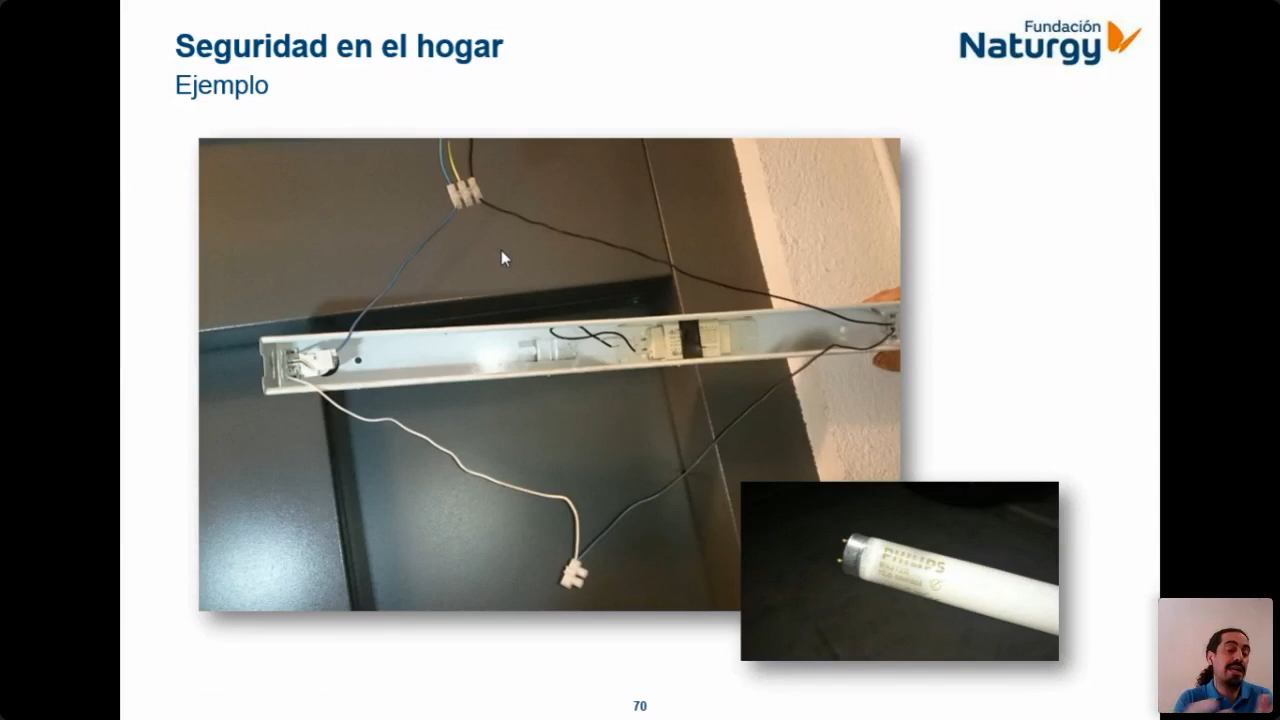 Seguridad en el hogar
Ejemplo
Fundación
Naturgy
PHILIPS
70